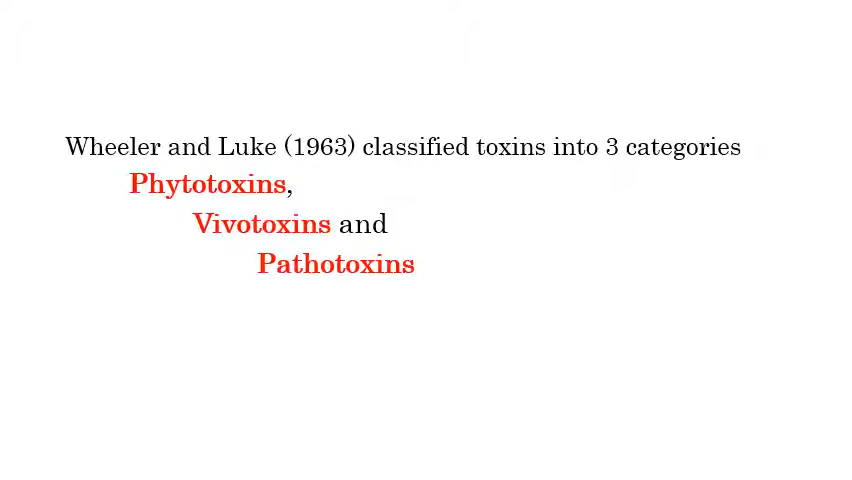 Wheeler and Luke (1963) classified toxins into 3 categories
Phytotoxins,
Vivotoxins and
Pathotoxins